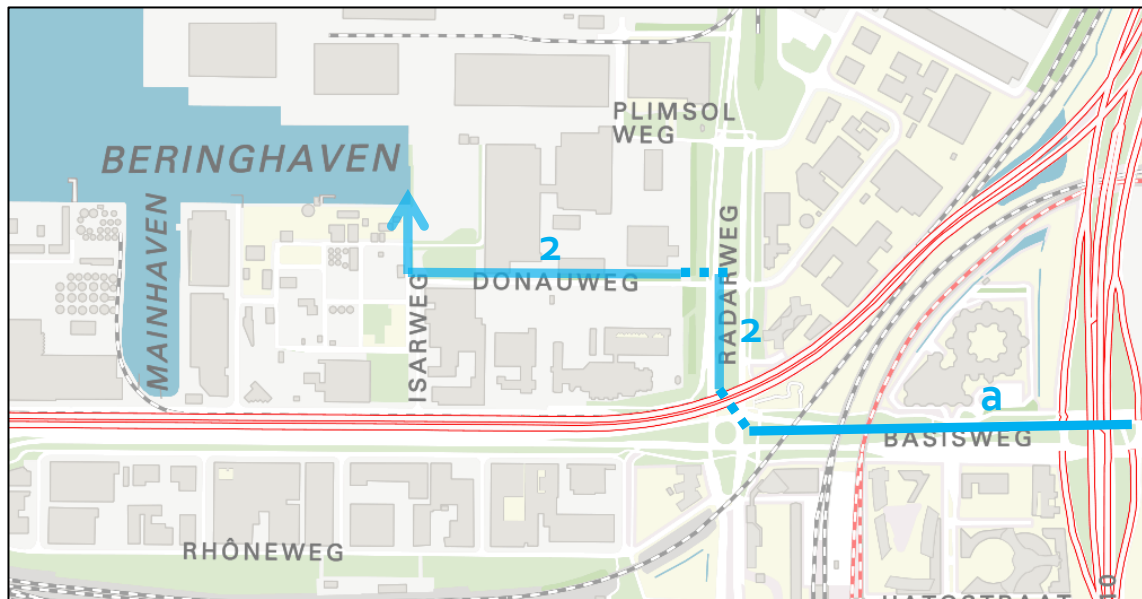 PLIMSOL
WEG
BERINGHAVEN
MAINHAVEN
2
DONAUWEG
RADARWEG
ISARWEG
2
a
BASISWEG
RHÔNEWEG